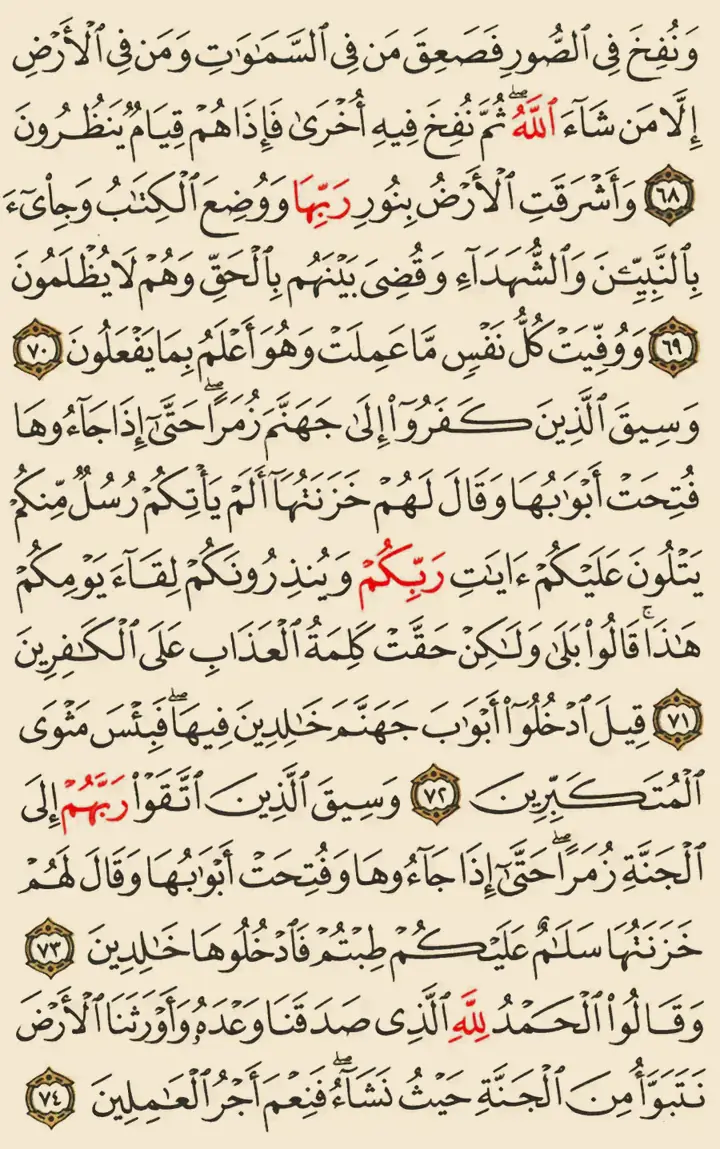 وَنُفِخَ فِي ٱلصُّورِ فَصَعِقَ مَن فِي ٱلسَّمَٰوَٰتِ وَمَن فِي ٱلْأَرْضِ
إِلَّا مَن شَآءَ ٱللَّهُۖ ثُمَّ نُفِخَ فِيهِ أُخْرَىٰ فَإِذَا هُمْ قِيَامٌ يَنظُرُونَ
٦٨ وَأَشْرَقَتِ ٱلْأَرْضُ بِنُورِ رَبِّهَا وَوُضِعَ ٱلْكِتَٰبُ وَجِا۟يٓءَ
بِٱلنَّبِيِّـۧنَ وَٱلشُّهَدَآءِ وَقُضِيَ بَيْنَهُم بِٱلْحَقِّ وَهُمْ لَا يُظْلَمُونَ
٦٩ وَوُفِّيَتْ كُلُّ نَفْسٍ مَّا عَمِلَتْ وَهُوَ أَعْلَمُ بِمَا يَفْعَلُونَ ٧٠
وَسِيقَ ٱلَّذِينَ كَفَرُوٓا۟ إِلَىٰ جَهَنَّمَ زُمَرًاۖ حَتَّىٰٓ إِذَا جَآءُوهَا
فُتِحَتْ أَبْوَٰبُهَا وَقَالَ لَهُمْ خَزَنَتُهَآ أَلَمْ يَأْتِكُمْ رُسُلٌ مِّنكُمْ
يَتْلُونَ عَلَيْكُمْ ءَايَٰتِ رَبِّكُمْ وَيُنذِرُونَكُمْ لِقَآءَ يَوْمِكُمْ
هَٰذَاۚ قَالُوا۟ بَلَىٰ وَلَٰكِنْ حَقَّتْ كَلِمَةُ ٱلْعَذَابِ عَلَى ٱلْكَٰفِرِينَ
٧١ قِيلَ ٱدْخُلُوٓا۟ أَبْوَٰبَ جَهَنَّمَ خَٰلِدِينَ فِيهَاۖ فَبِئْسَ مَثْوَى
ٱلْمُتَكَبِّرِينَ ٧٢ وَسِيقَ ٱلَّذِينَ ٱتَّقَوْا۟ رَبَّهُمْ إِلَى
ٱلْجَنَّةِ زُمَرًاۖ حَتَّىٰٓ إِذَا جَآءُوهَا وَفُتِحَتْ أَبْوَٰبُهَا وَقَالَ لَهُمْ
خَزَنَتُهَا سَلَٰمٌ عَلَيْكُمْ طِبْتُمْ فَٱدْخُلُوهَا خَٰلِدِينَ ٧٣
وَقَالُوا۟ ٱلْحَمْدُ لِلَّهِ ٱلَّذِي صَدَقَنَا وَعْدَهُۥ وَأَوْرَثَنَا ٱلْأَرْضَ
نَتَبَوَّأُ مِنَ ٱلْجَنَّةِ حَيْثُ نَشَآءُۖ فَنِعْمَ أَجْرُ ٱلْعَٰمِلِينَ ٧٤